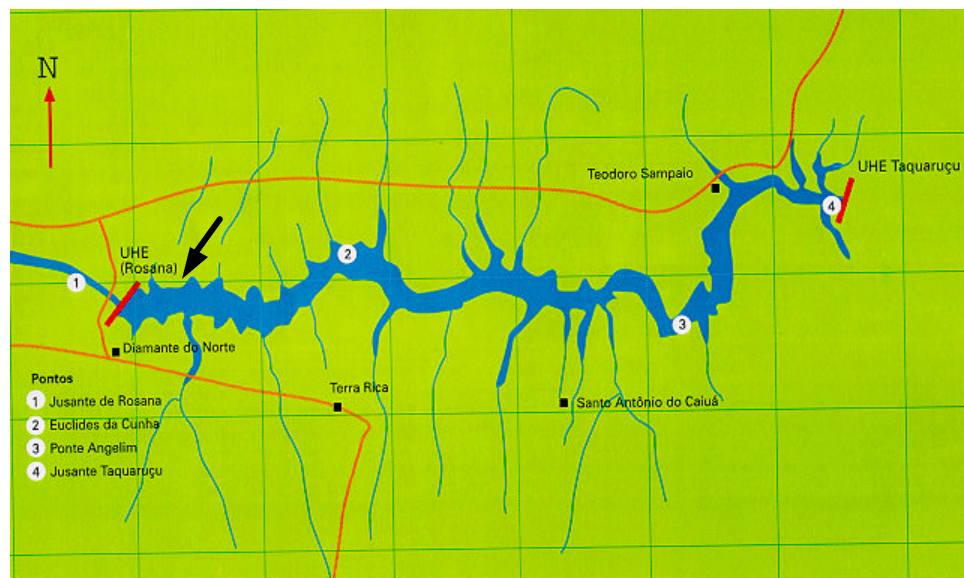 N
Teodoro Sampaio
UHE Taquaruçu
4
UHE
(Rosana)
2
1
3
Diamante do Norte
Terra Rica
Santo Antônio do Caiuá
Pontos
1 Jusante de Rosana
2 Euclides da Cunha
3 Ponte Angelim
4 Jusante Taquaruçu